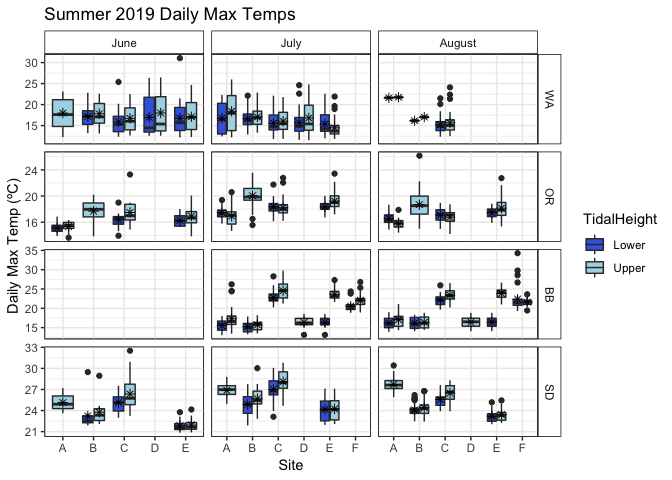 Summer 2019 Daily Max Temps
June July August
30
25
20
15
WA
24
20
16
OR
35
30
25
20
15
BB
33
30
27
24
21
SD
A B C D E A B C D E F A B C D E F
Site
Daily Max Temp (ºC)
TidalHeight
Lower
Upper